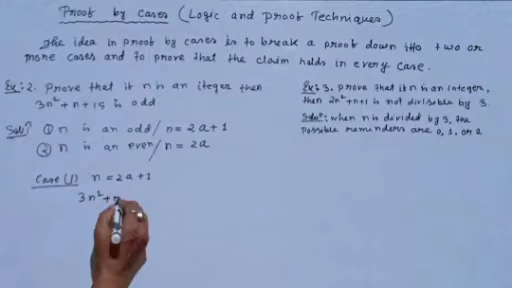 Proof by Cases (Logic and Proof Techniques)
The idea in proof by cases is to break a proof down into two or
more cases and to prove that the claim holds in every case.
Ex:2. Prove that if n is an iteger then
3n²+n+15 is odd
Solⁿ: ① n is an odd/n=2a+1
② n is an even/n=2a
Case (1) n=2a+1
3n²+n
Ex:3. Prove that if n is an integer,
then 2n²+n+1 is not divisible by 3.
Solⁿ: when n is divided by 3, the
possible reminders are 0, 1, or 2